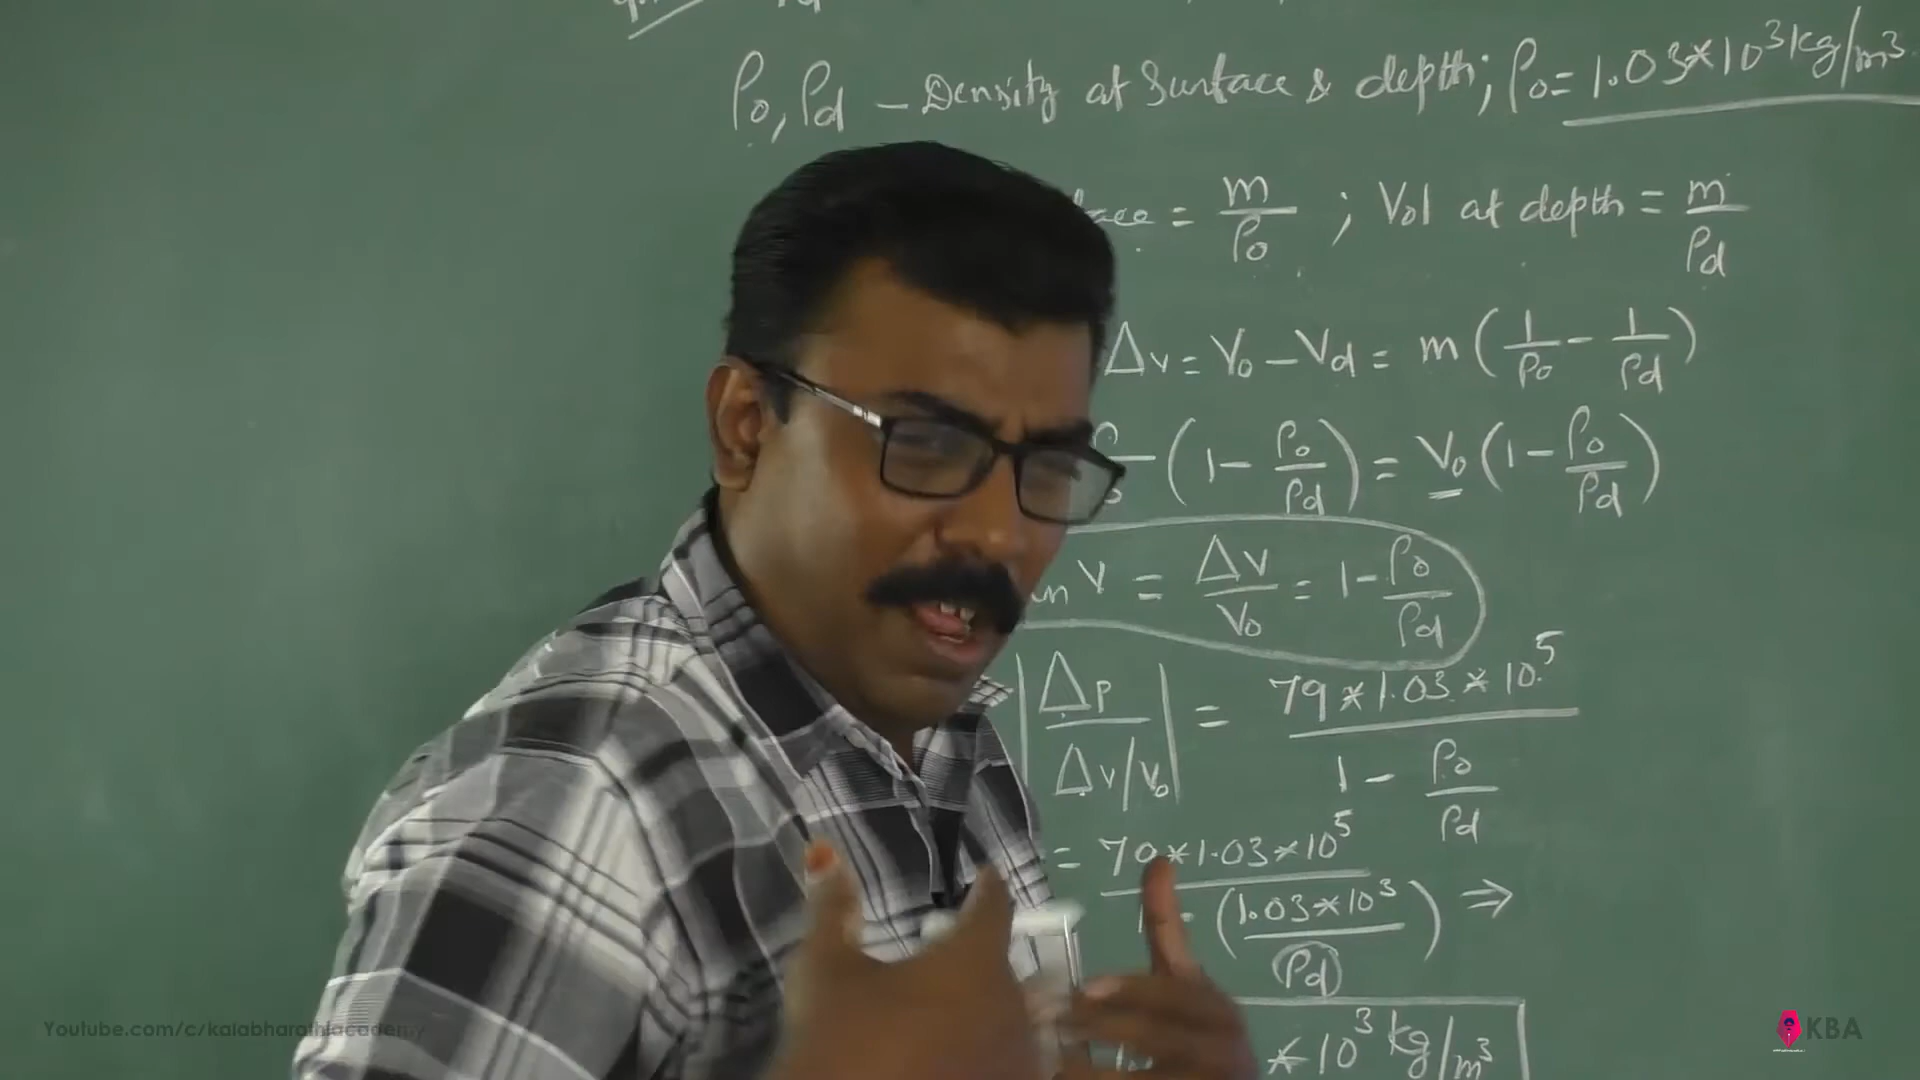 ρ₀, ρd – Density at Surface & depth; ρ₀ = 1.03*10³ kg/m³
= m/ρ₀ ; Vol at depth = m/ρd
Δv = V₀ – Vd = m(1/ρ₀ – 1/ρd)
(1 – ρ₀/ρd) = V₀(1 – ρ₀/ρd)
in V = ΔV/V₀ = 1 – ρ₀/ρd
|Δp / Δv/V₀| = 79*1.03*10⁵ / 1 – ρ₀/ρd
= 79*1.03*10⁵ / 1 - (1.03*10³/ρd) ⇒
*10³ kg/m³
Youtube.com/c/kalabharathiacademy
KBA